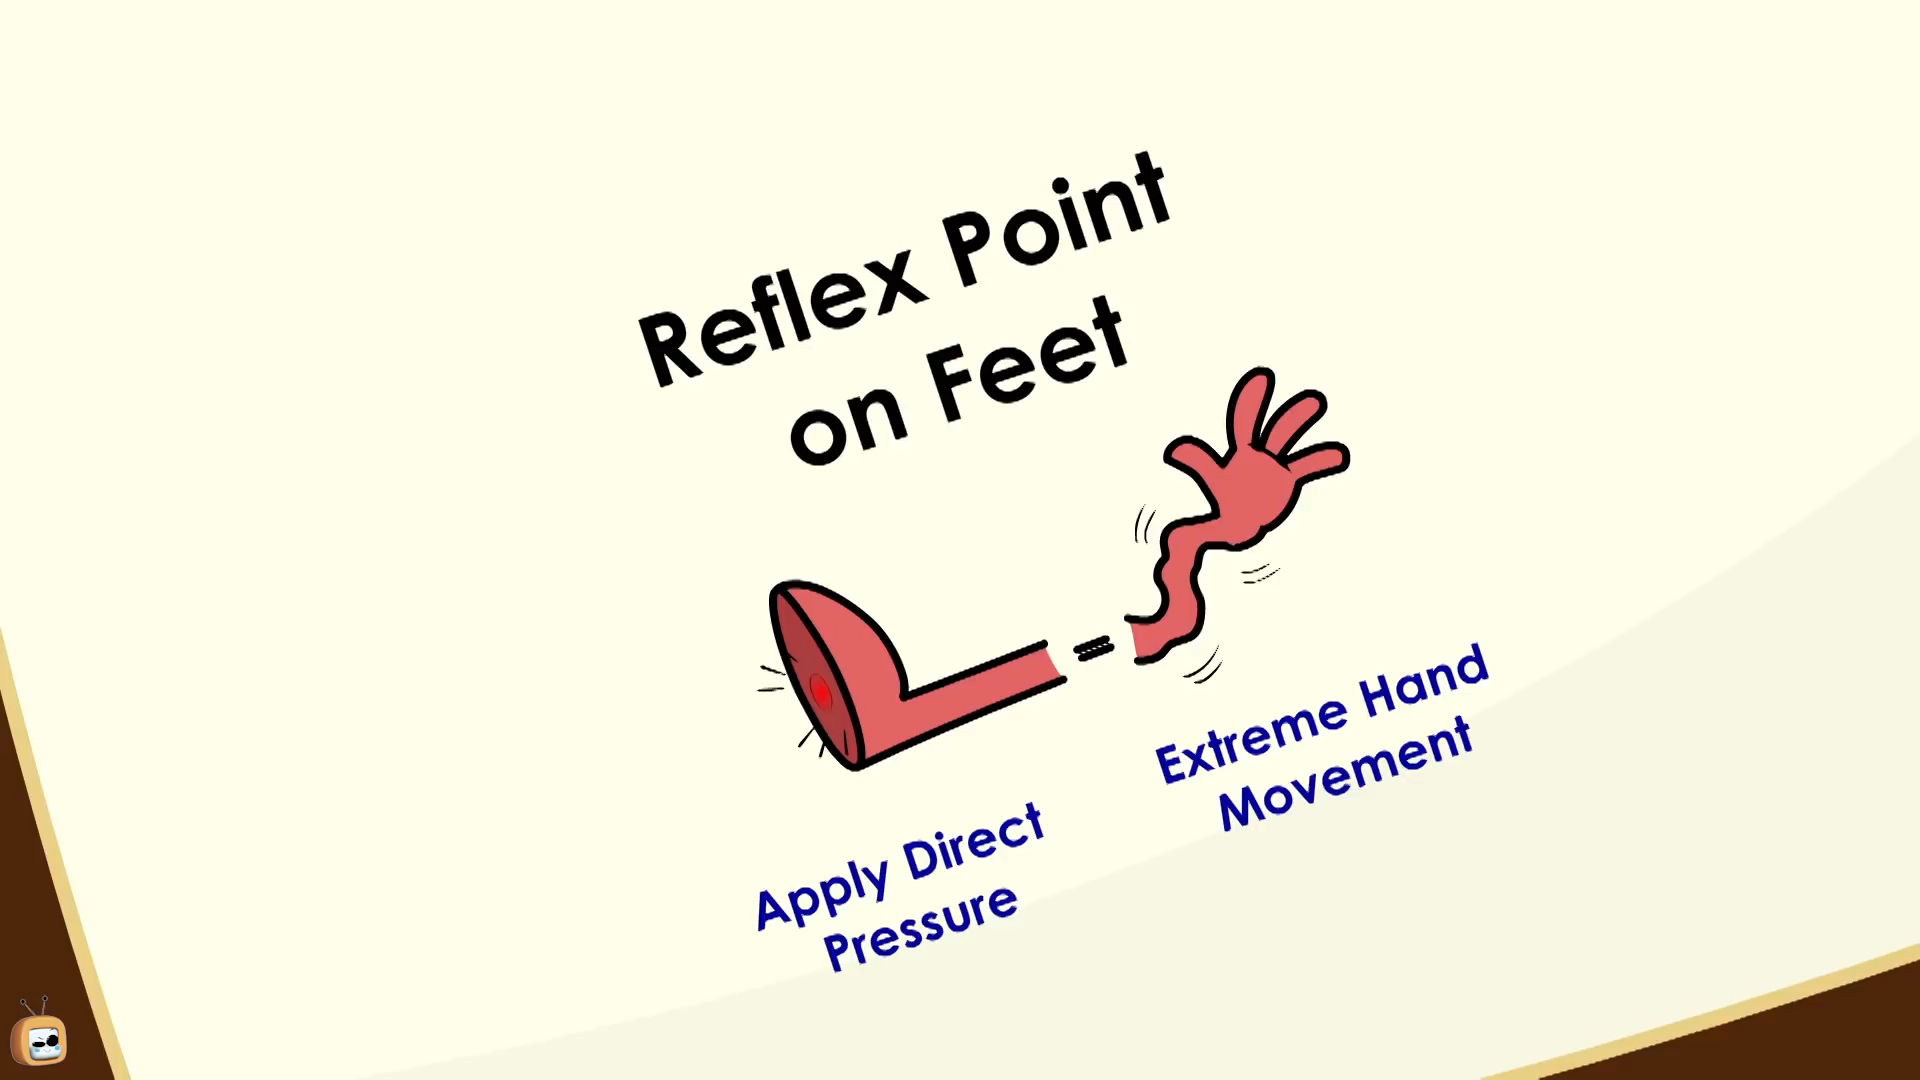 Reflex Point
on Feet
Apply Direct
Pressure
=
Extreme Hand
Movement